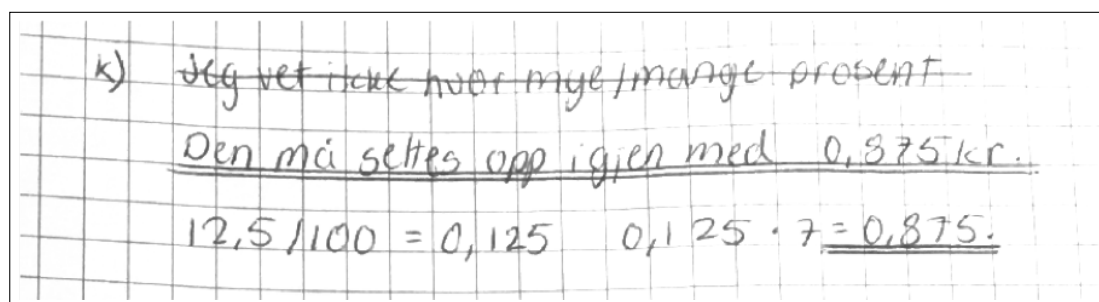 k) Jeg vet ikke hvor mye/mange prosent
Den må settes opp igjen med 0,875 kr.
12,5/100 = 0,125 0,125 · 7 = 0,875.